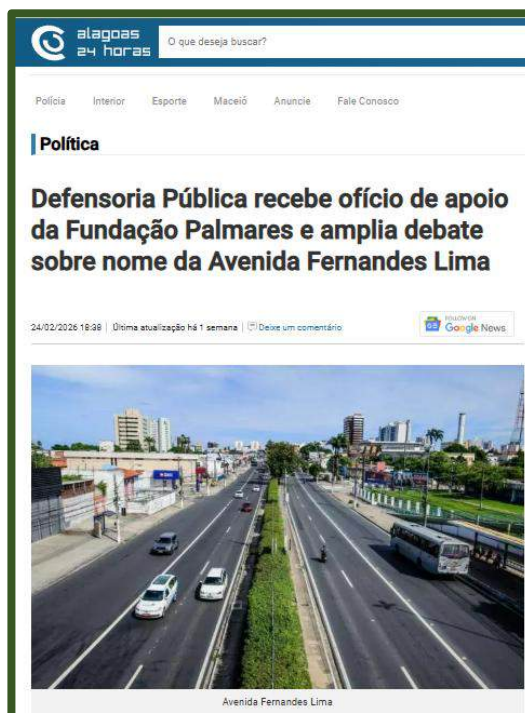 alagoas
24 horas
O que deseja buscar?
Polícia Interior Esporte Maceió Anuncie Fale Conosco
Política
Defensoria Pública recebe ofício de apoio
da Fundação Palmares e amplia debate
sobre nome da Avenida Fernandes Lima
24/02/2026 18:38 | Última atualização há 1 semana | Deixe um comentário
FOLLOW ON
Google News
Avenida Fernandes Lima